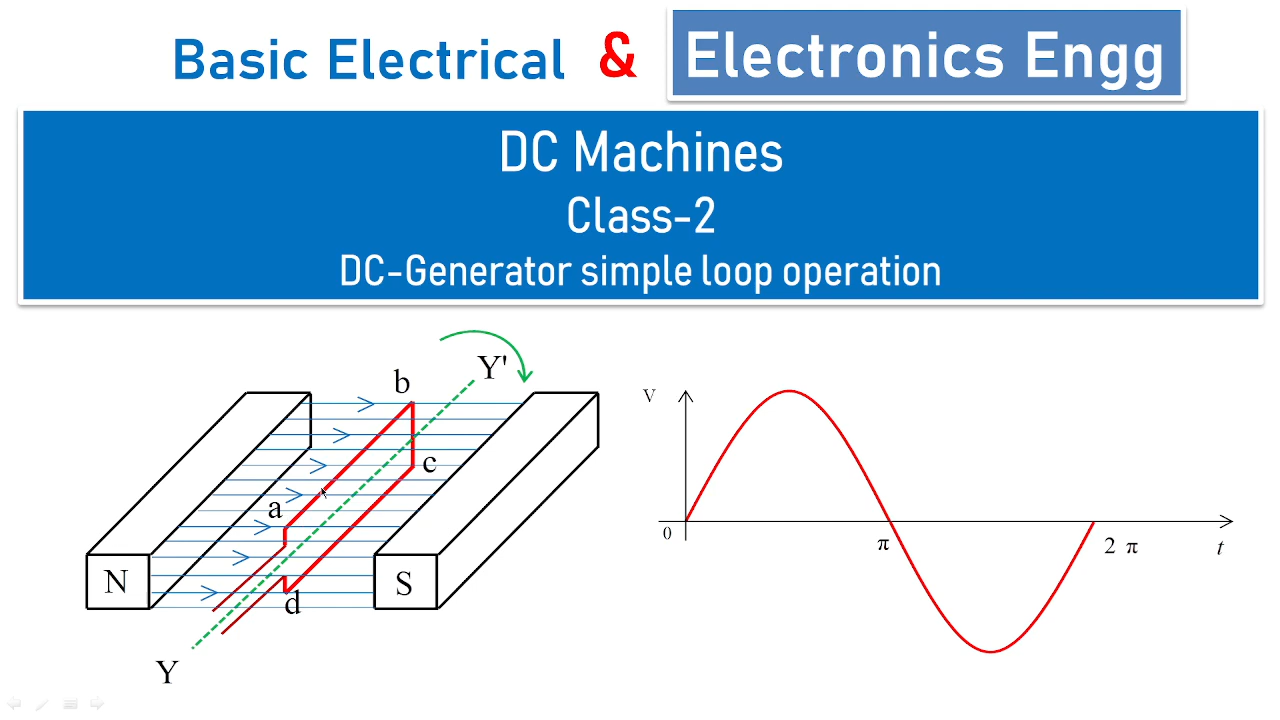 Basic Electrical & Electronics Engg
DC Machines
Class-2
DC-Generator simple loop operation
Y'
b
c
a
N
S
d
Y
V
0
π
2 π
t